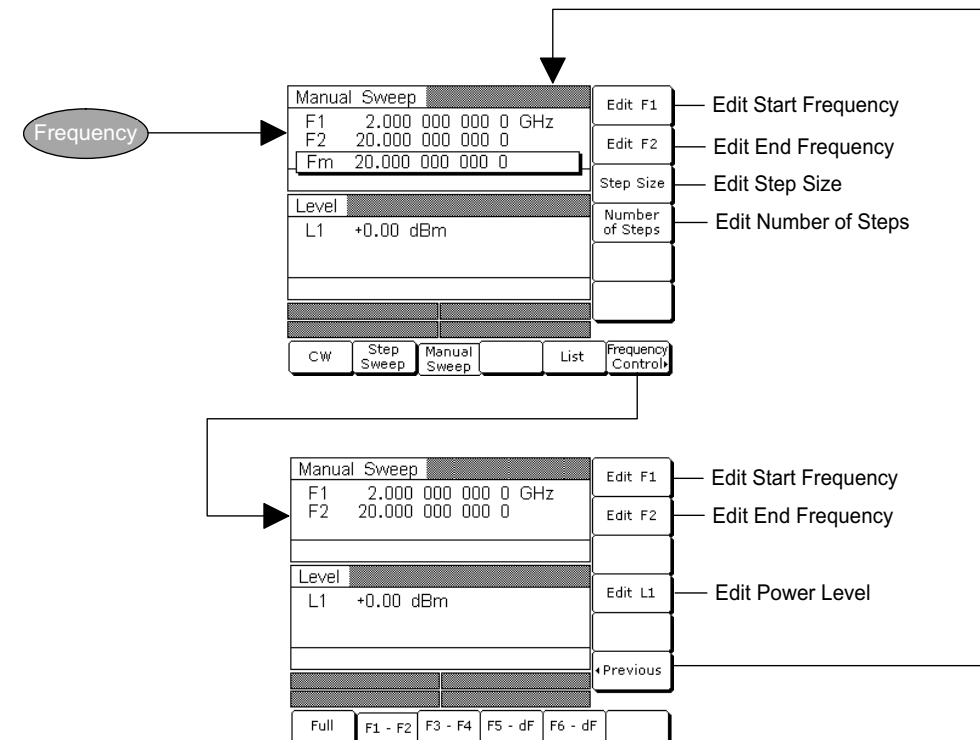 Frequency
Manual Sweep
F1 2.000 000 000 0 GHz
F2 20.000 000 000 0
Fm 20.000 000 000 0
Level
L1 +0.00 dBm
Edit F1
Edit F2
Step Size
Number
of Steps
Edit Start Frequency
Edit End Frequency
Edit Step Size
Edit Number of Steps
CW
Step
Sweep
Manual
Sweep
List
Frequency
Control
Manual Sweep
F1 2.000 000 000 0 GHz
F2 20.000 000 000 0
Level
L1 +0.00 dBm
Edit F1
Edit F2
Edit L1
Previous
Edit Start Frequency
Edit End Frequency
Edit Power Level
Full
F1 - F2
F3 - F4
F5 - dF
F6 - dF